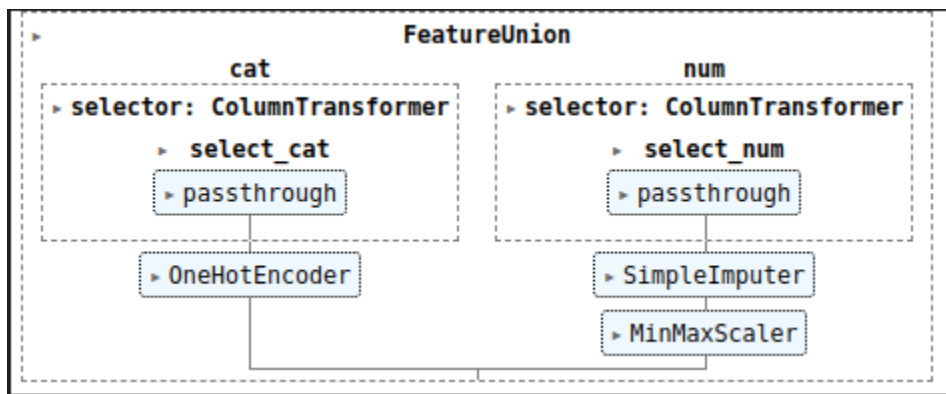 FeatureUnion
cat
num
selector: ColumnTransformer
selector: ColumnTransformer
select_cat
select_num
passthrough
passthrough
OneHotEncoder
SimpleImputer
MinMaxScaler